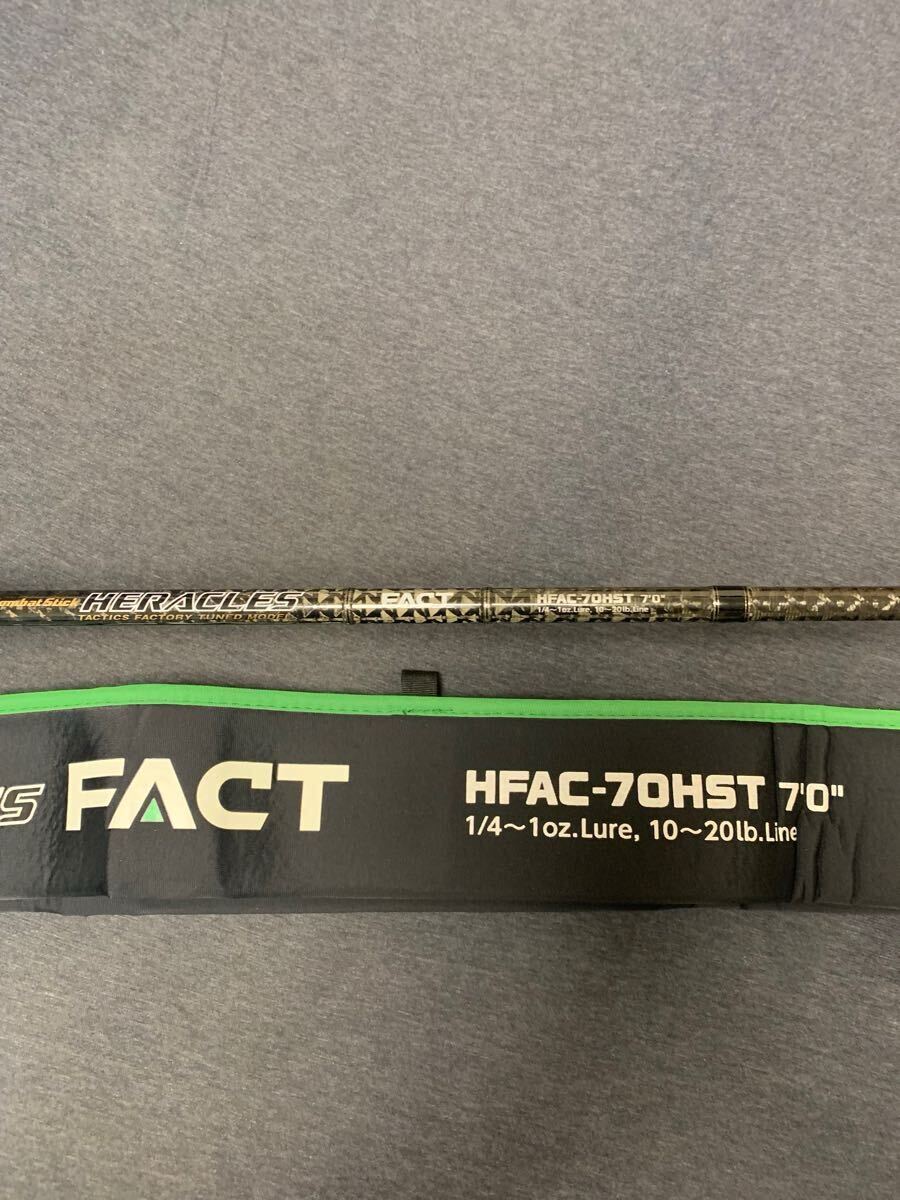 CombatStick HERACLES FACT HFAC-70HST 7'0"
TACTICS FACTORY TUNED MODEL 1/4～1oz.Lure, 10～20lb.Line
FACT HFAC-70HST 7'0"
1/4～1oz.Lure, 10～20lb.Line